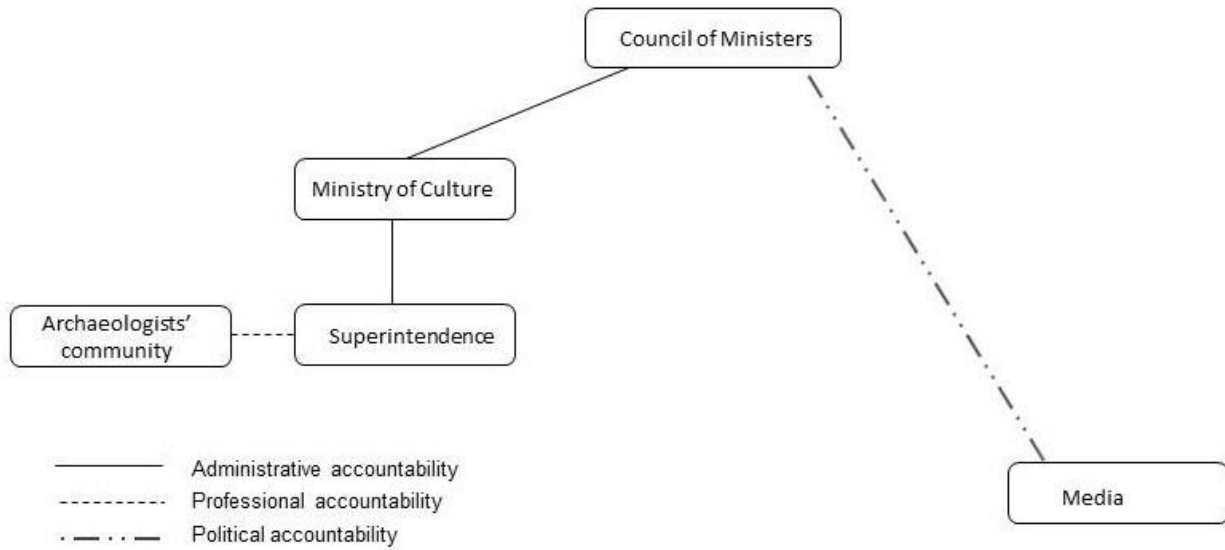 Council of Ministers
Ministry of Culture
Archaeologists'
community
Superintendence
Administrative accountability
Professional accountability
Political accountability
Media